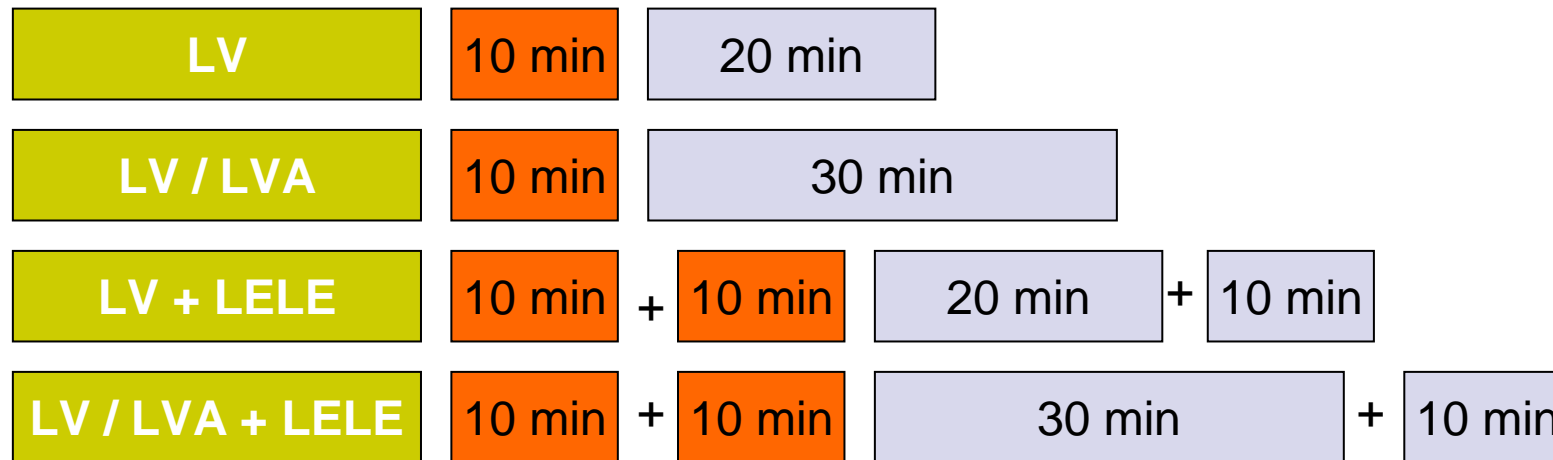 LV 10 min 20 min
LV / LVA 10 min 30 min
LV + LELE 10 min + 10 min 20 min + 10 min
LV / LVA + LELE 10 min + 10 min 30 min + 10 min